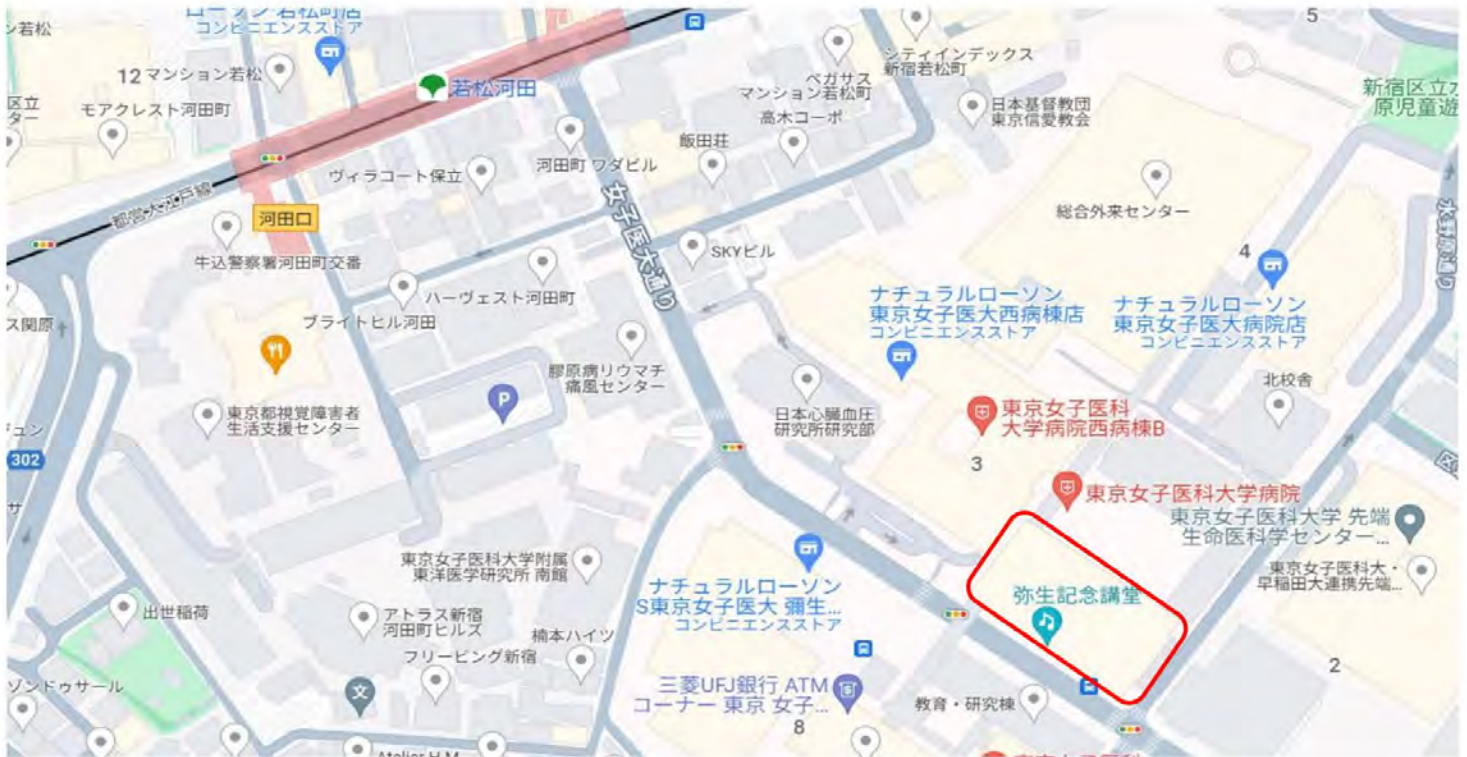 ローソン 若松町店
コンビニエンスストア
ン若松
12
マンション若松
モアクレスト河田町
区立
ター
若松河田
5
シティインデックス
新宿若松町
ペガサス
マンション若松町
高木コーポ
日本基督教団
東京信愛教会
新宿区立
原児童遊
飯田荘
河田町 ワダビル
ヴィラコート保立
都営大江戸線
河田口
牛込警察署河田町交番
女子医大通り
総合外来センター
水野原通り
SKYビル
4
ハーヴェスト河田町
ブライトヒル河田
ス関原
ナチュラルローソン
東京女子医大西病棟店
コンビニエンスストア
ナチュラルローソン
東京女子医大病院店
コンビニエンスストア
膠原病リウマチ
痛風センター
P
北校舎
東京都視覚障害者
生活支援センター
日本心臓血圧
研究所研究部
東京女子医科
大学病院西病棟B
ジュン
302
サ
3
区
東京女子医科大学病院
東京女子医科大学 先端
生命医科学センター...
東京女子医科大学附属
東洋医学研究所 南館
東京女子医科大・
早稲田大連携先端...
ナチュラルローソン
S東京女子医大 彌生...
コンビニエンスストア
弥生記念講堂
出世稲荷
アトラス新宿
河田町ヒルズ
楠本ハイツ
フリーピング新宿
2
ゾンドゥサール
文
三菱UFJ銀行 ATM
コーナー 東京 女子...
教育・研究棟
8
Atelier H.M